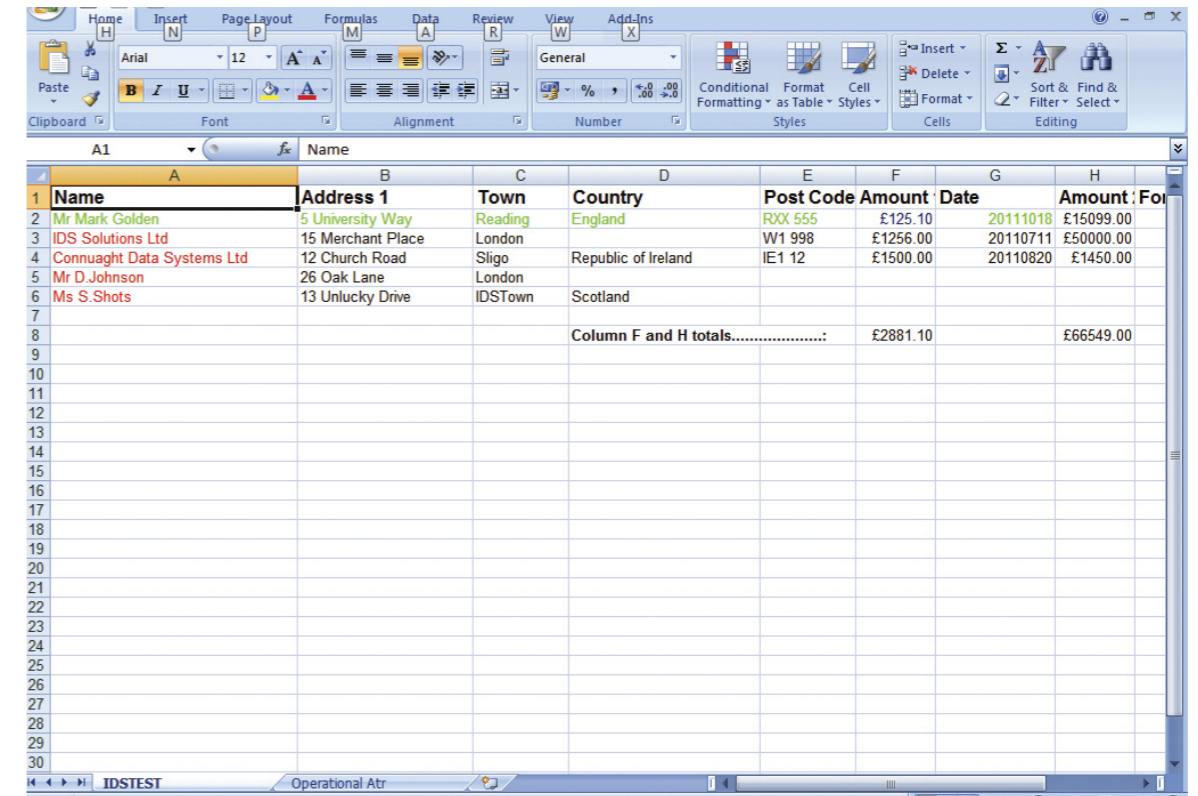 Home Insert Page Layout Formulas Data Review View Add-Ins
H N P M A R W X
Arial 12 A A General Insert Σ
Paste B I U A % , .00 .0 Conditional Formatting Format as Table Cell Styles Delete Format Sort & Filter Find & Select
Clipboard Font Alignment Number Styles Cells Editing
A1 fx Name
A B C D E F G H
1 Name Address 1 Town Country Post Code Amount Date Amount For
2 Mr Mark Golden 5 University Way Reading England RXX 555 £125.10 20111018 £15099.00
3 IDS Solutions Ltd 15 Merchant Place London W1 998 £1256.00 20110711 £50000.00
4 Connuaght Data Systems Ltd 12 Church Road Sligo Republic of Ireland IE1 12 £1500.00 20110820 £1450.00
5 Mr D.Johnson 26 Oak Lane London
6 Ms S.Shots 13 Unlucky Drive IDSTown Scotland
7
8 Column F and H totals.....................: £2881.10 £66549.00
9
10
11
12
13
14
15
16
17
18
19
20
21
22
23
24
25
26
27
28
29
30
IDSTEST Operational Atr